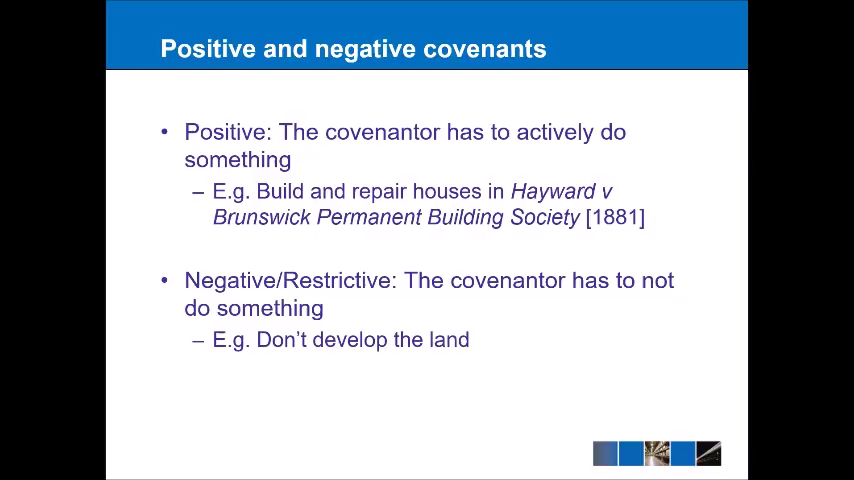 Positive and negative covenants
• Positive: The covenantor has to actively do
something
– E.g. Build and repair houses in Hayward v
Brunswick Permanent Building Society [1881]
• Negative/Restrictive: The covenantor has to not
do something
– E.g. Don’t develop the land